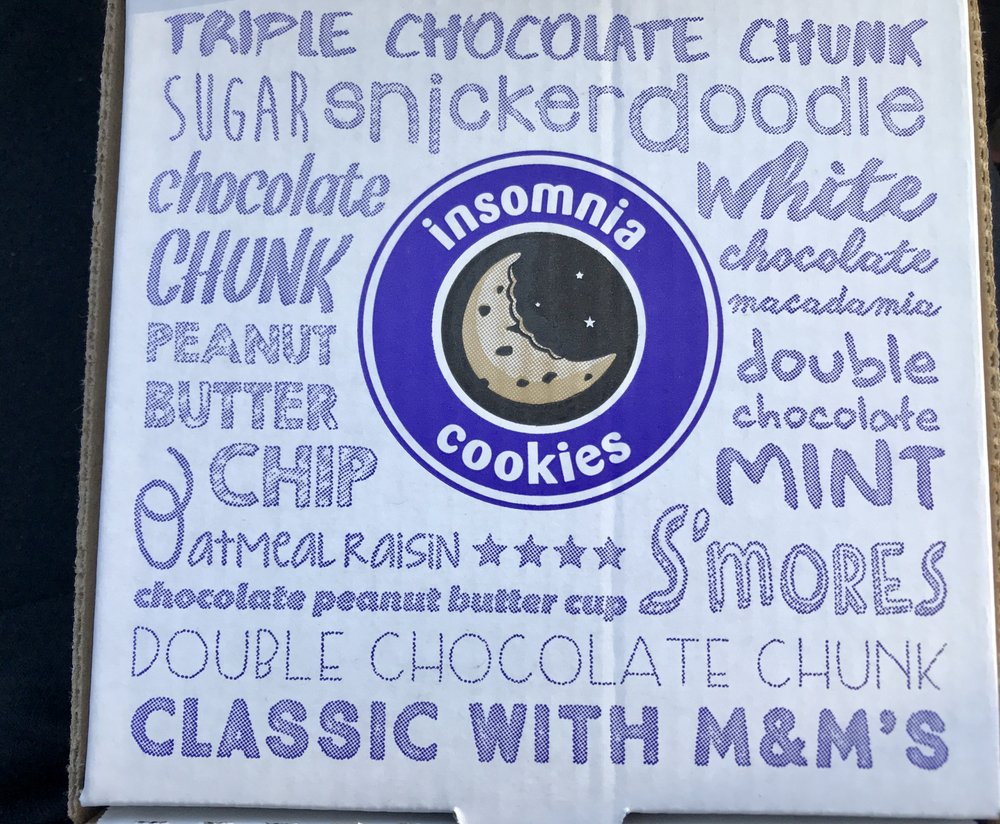 TRIPLE CHOCOLATE CHUNK
SUGAR snickerdoodle
chocolate
CHUNK
PEANUT
BUTTER
CHIP
insomnia
cookies
white
chocolate
macadamia
double
chocolate
MINT
Oatmeal Raisin
S'mores
chocolate peanut butter cup
DOUBLE CHOCOLATE CHUNK
CLASSIC WITH M&M'S